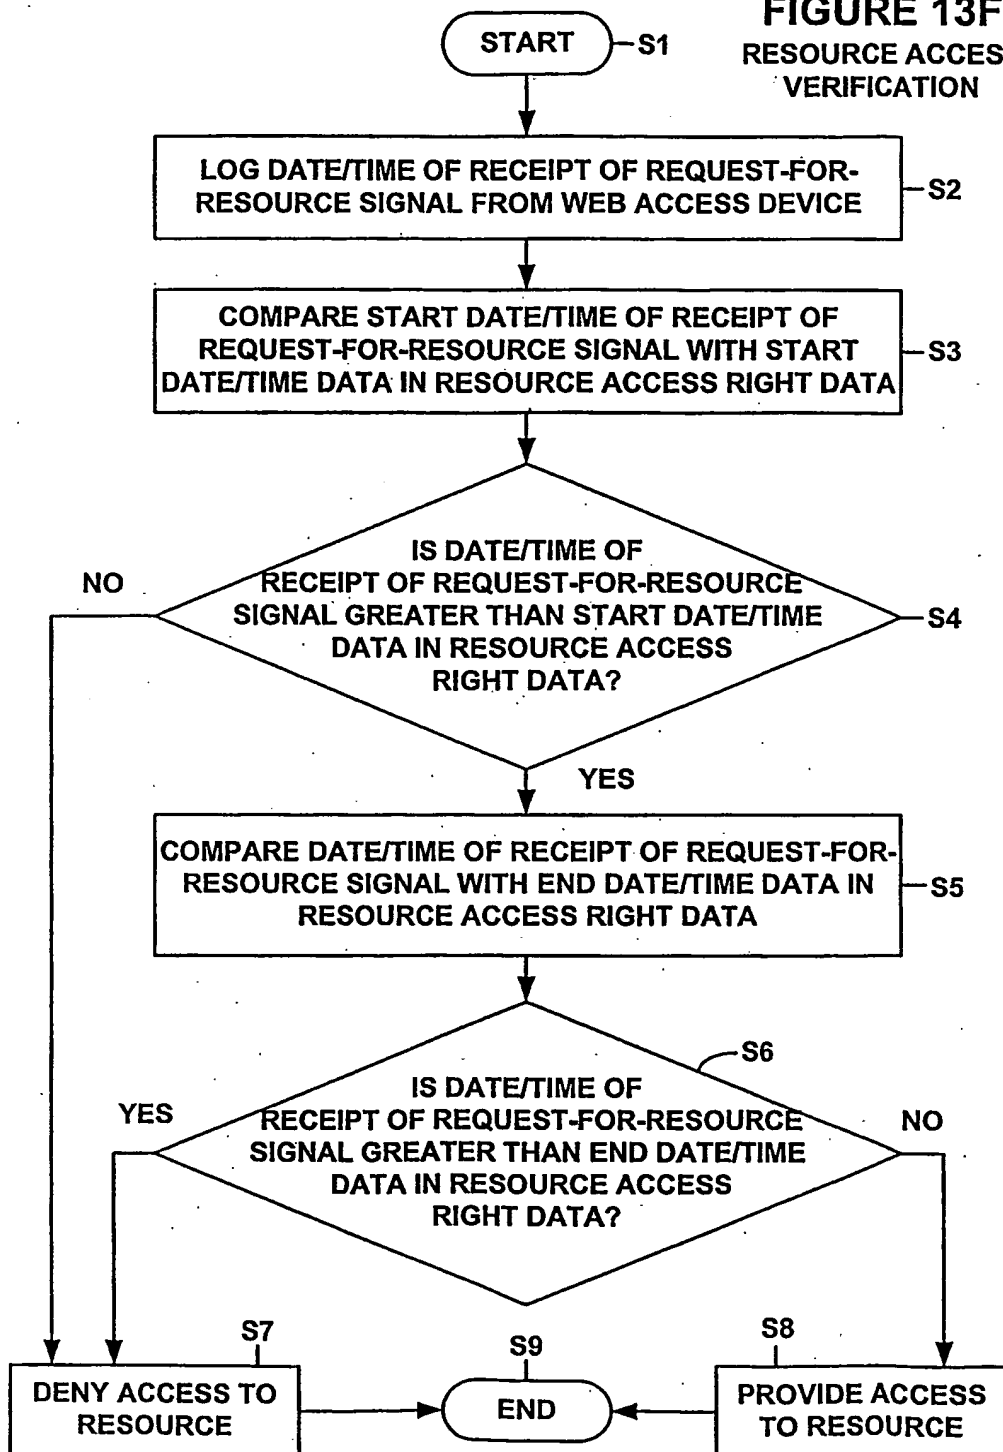 FIGURE 13F
RESOURCE ACCES
VERIFICATION
START
S1
LOG DATE/TIME OF RECEIPT OF REQUEST-FOR-
RESOURCE SIGNAL FROM WEB ACCESS DEVICE
S2
COMPARE START DATE/TIME OF RECEIPT OF
REQUEST-FOR-RESOURCE SIGNAL WITH START
DATE/TIME DATA IN RESOURCE ACCESS RIGHT DATA
S3
IS DATE/TIME OF
RECEIPT OF REQUEST-FOR-RESOURCE
SIGNAL GREATER THAN START DATE/TIME
DATA IN RESOURCE ACCESS
RIGHT DATA?
NO
S4
YES
COMPARE DATE/TIME OF RECEIPT OF REQUEST-FOR-
RESOURCE SIGNAL WITH END DATE/TIME DATA IN
RESOURCE ACCESS RIGHT DATA
S5
S6
IS DATE/TIME OF
RECEIPT OF REQUEST-FOR-RESOURCE
SIGNAL GREATER THAN END DATE/TIME
DATA IN RESOURCE ACCESS
RIGHT DATA?
YES
NO
S7
DENY ACCESS TO
RESOURCE
S9
END
S8
PROVIDE ACCESS
TO RESOURCE